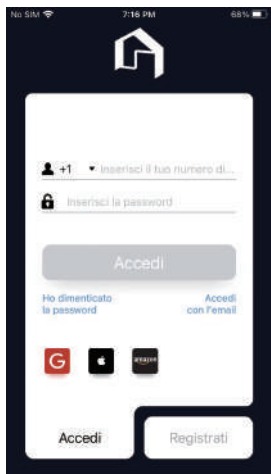 No SIM 7:16 PM 68%
+1 Inserisci il tuo numero di...
Inserisci la password
Accedi
Ho dimenticato
la password
Accedi
con l'email
G amazon
Accedi Registrati